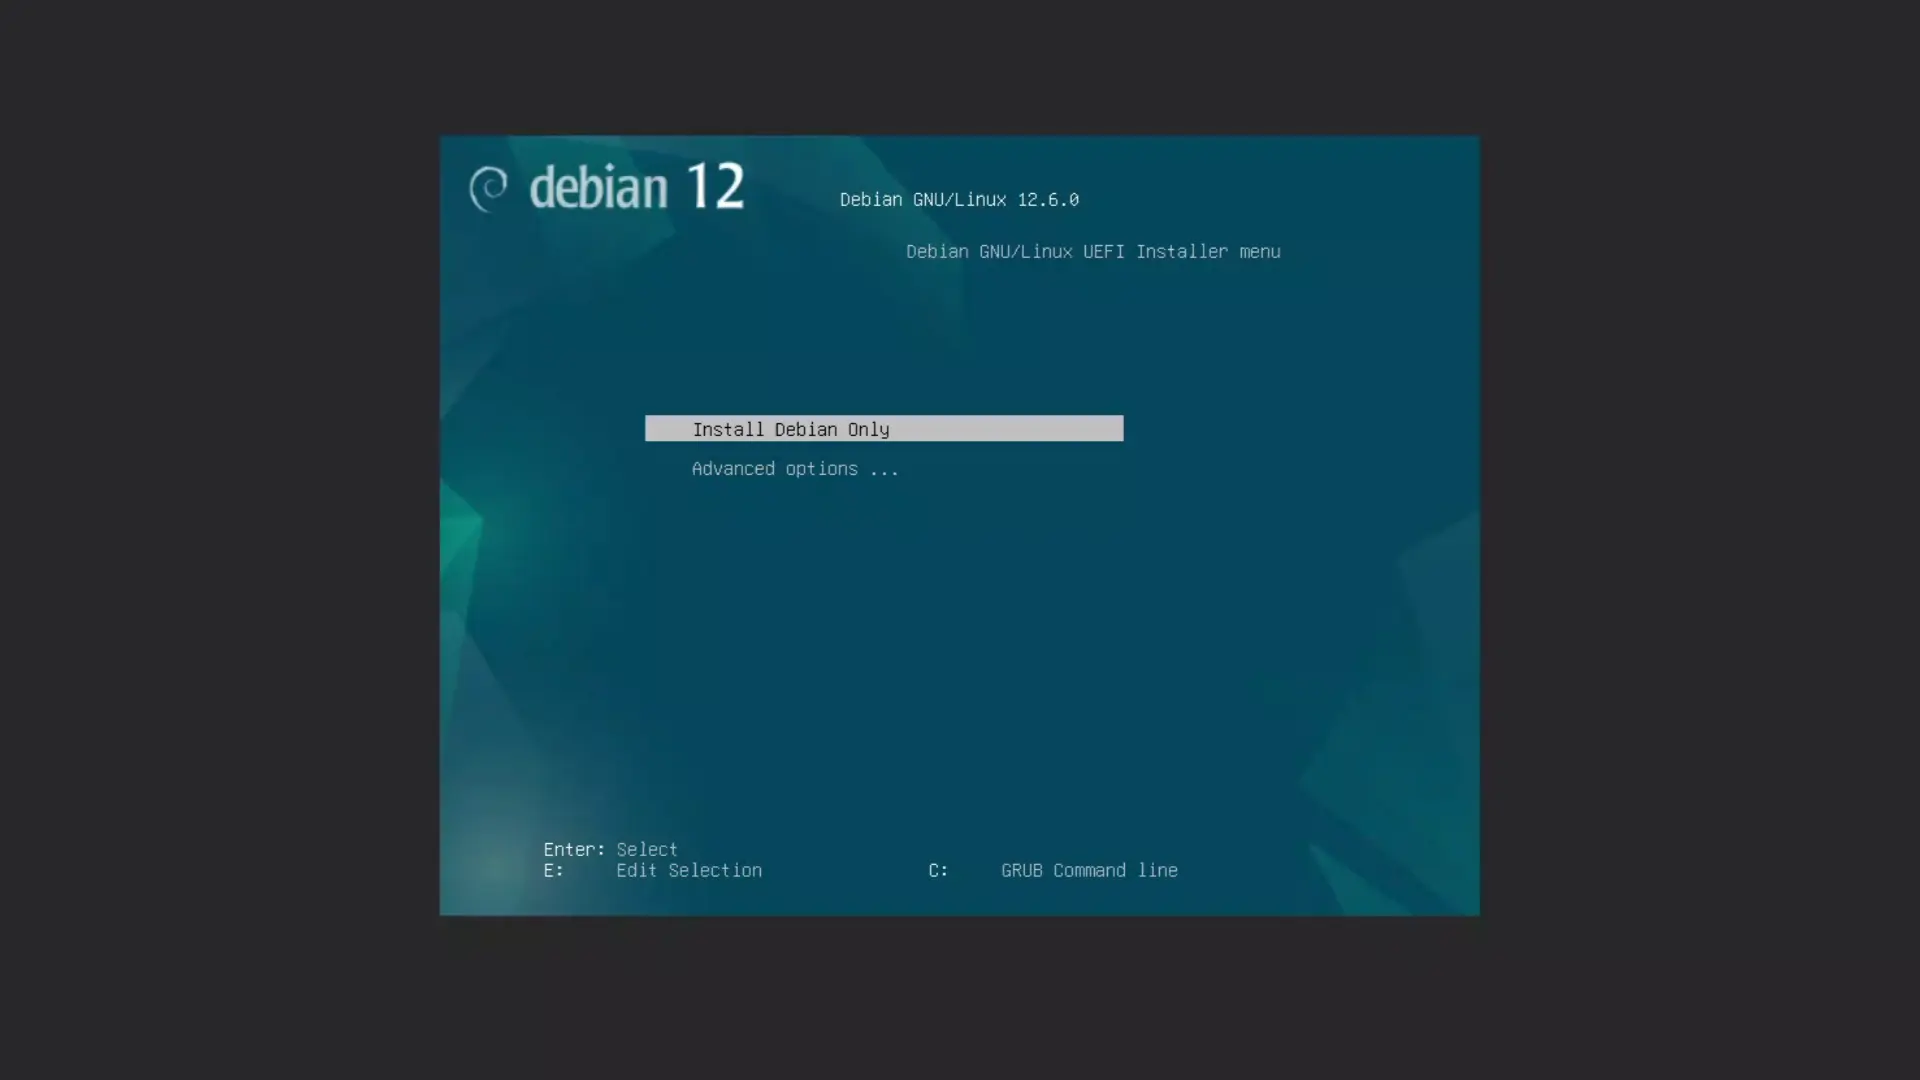 debian 12
Debian GNU/Linux 12.6.0
Debian GNU/Linux UEFI Installer menu
Install Debian Only
Advanced options ...
Enter: Select
E: Edit Selection C: GRUB Command line